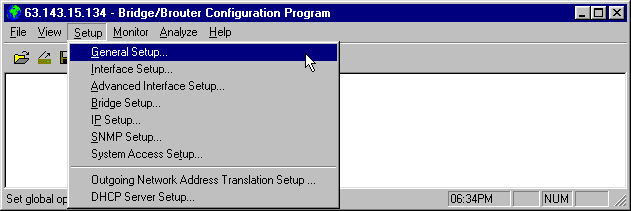 63.143.15.134 - Bridge/Brouter Configuration Program
File View Setup Monitor Analyze Help
General Setup...
Interface Setup...
Advanced Interface Setup...
Bridge Setup...
IP Setup...
SNMP Setup...
System Access Setup...
Outgoing Network Address Translation Setup ...
DHCP Server Setup...
Set global op 06:34PM NUM